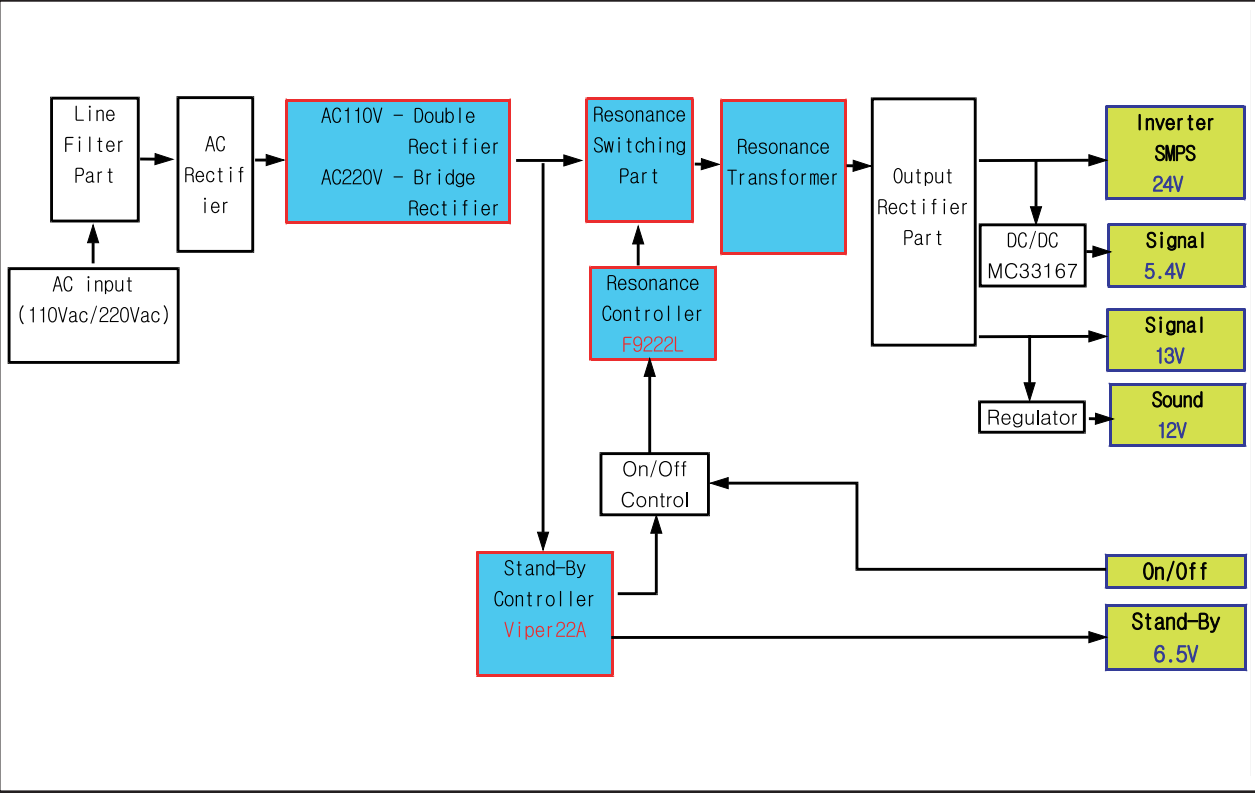 Line
Filter
Part
AC input
(110Vac/220Vac)
AC
Rectif
ier
AC110V - Double
Rectifier
AC220V - Bridge
Rectifier
Resonance
Switching
Part
Resonance
Transformer
Resonance
Controller
F9222L
Output
Rectifier
Part
Inverter
SMPS
24V
DC/DC
MC33167
Signal
5.4V
Signal
13V
Regulator
Sound
12V
On/Off
Control
Stand-By
Controller
Viper22A
On/Off
Stand-By
6.5V